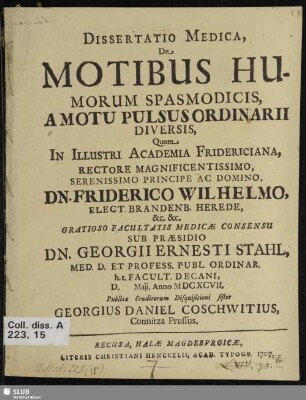 DISSERTATIO MEDICA,
De
MOTIBUS HU-
MORUM SPASMODICIS,
A MOTU PULSUS ORDINARII
DIVERSIS,
Quam
IN ILLUSTRI ACADEMIA FRIDERICIANA,
RECTORE MAGNIFICENTISSIMO,
SERENISSIMO PRINCIPE AC DOMINO,
DN. FRIDERICO WILHELMO,
ELECT. BRANDENB. HEREDE,
&c. &c.
GRATIOSO FACULTATIS MEDICÆ CONSENSU
SUB PRÆSIDIO
DN. GEORGII ERNESTI STAHL,
MED. D. ET PROFESS. PUBL. ORDINAR.
h.t. FACULT. DECANI,
D. Maji, Anno MDCXCVII,
Publicæ Eruditorum Disquisitioni sistet
GEORGIUS DANIEL COSCHWITIUS,
Connitza Prussus.
Coll. diss. A
223, 15
RECUSA, HALÆ MAGDEBURGICÆ,
LITERIS CHRISTIANI HENCKELII, ACAD. TYPOGR. 1707.
SLUB